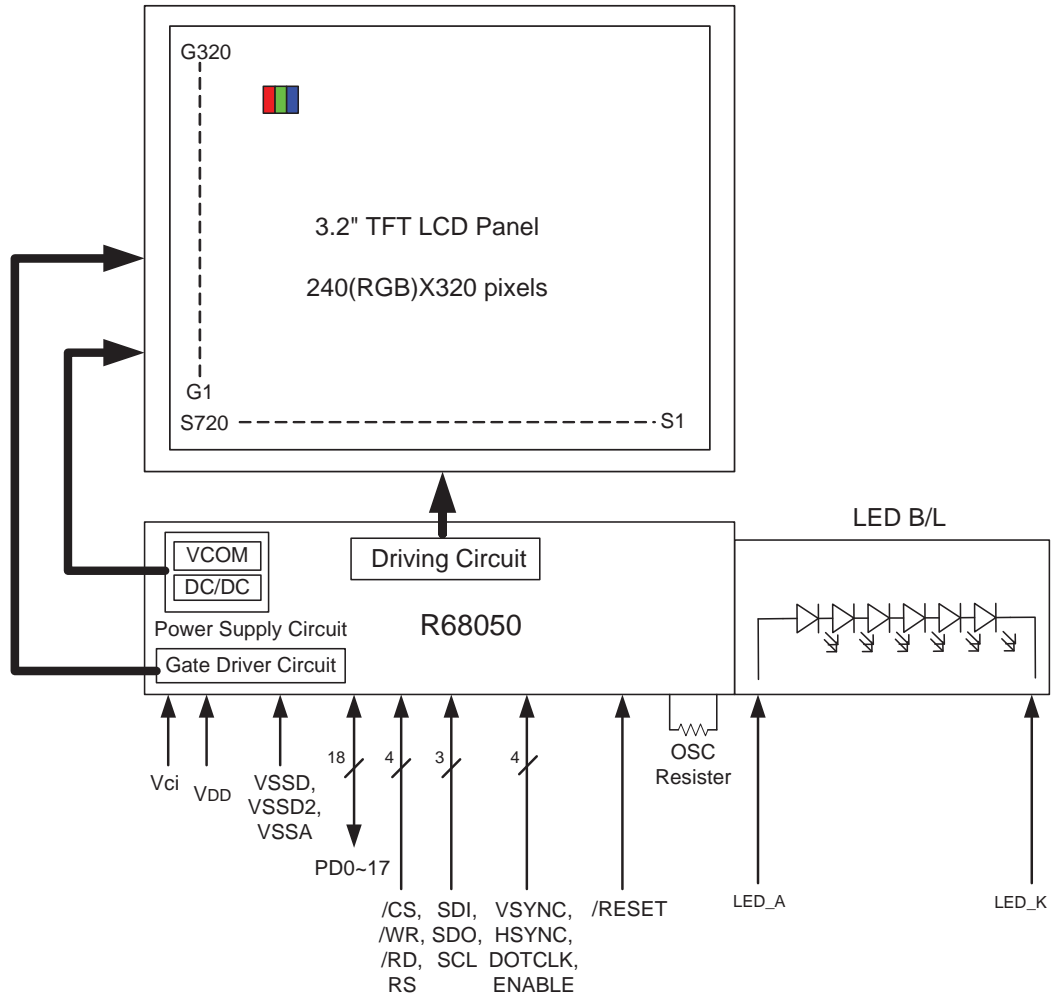 G320
3.2" TFT LCD Panel
240(RGB)X320 pixels
G1
S720
S1
LED B/L
VCOM
DC/DC
Driving Circuit
Power Supply Circuit
R68050
Gate Driver Circuit
18
4
3
4
OSC
Resister
Vci
VDD
VSSD,
VSSD2,
VSSA
PD0~17
/CS,
/WR,
/RD,
RS
SDI,
SDO,
SCL
VSYNC,
HSYNC,
DOTCLK,
ENABLE
/RESET
LED_A
LED_K